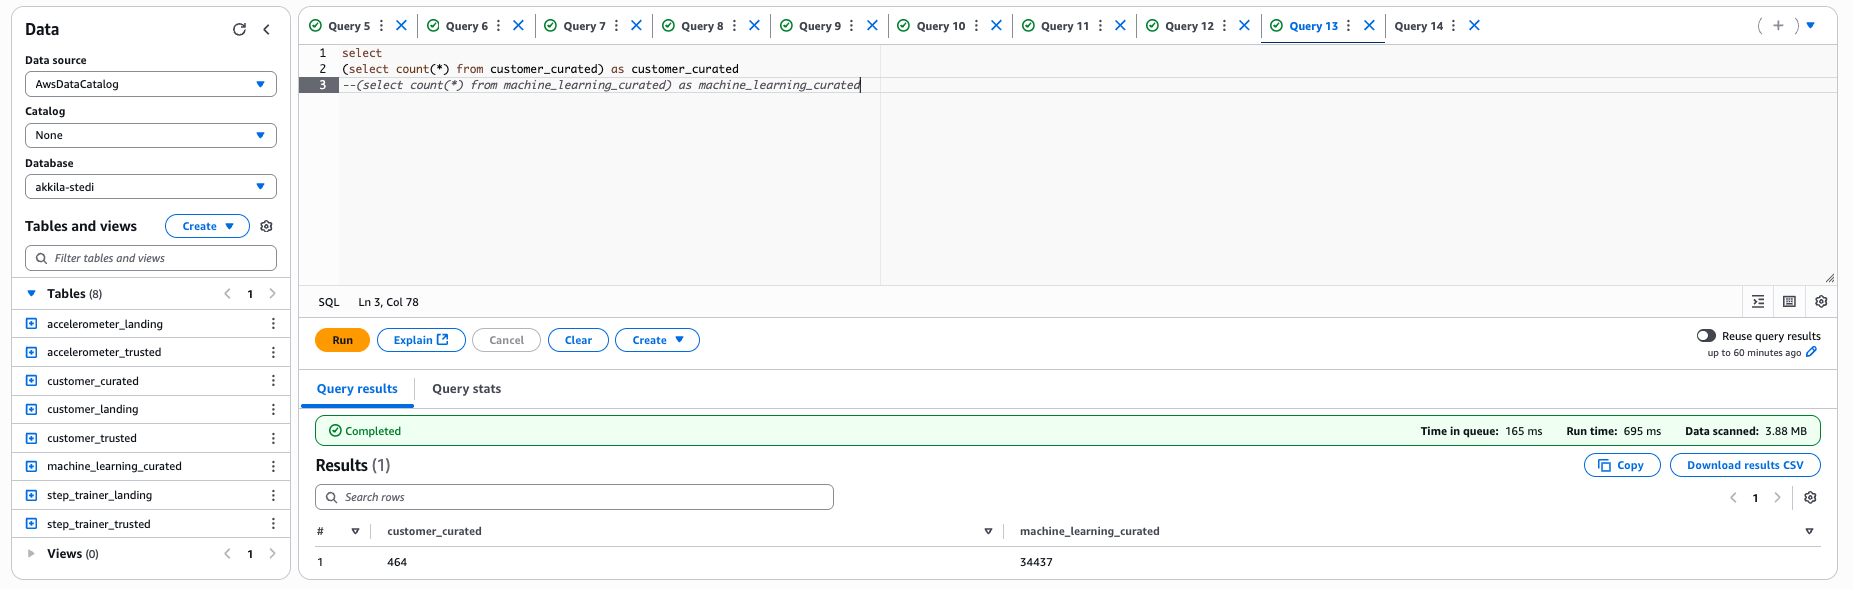 Data
Data source
AwsDataCatalog
Catalog
None
Database
akkila-stedi
Tables and views
Create
Filter tables and views
Tables (8)
1
accelerometer_landing
accelerometer_trusted
customer_curated
customer_landing
customer_trusted
machine_learning_curated
step_trainer_landing
step_trainer_trusted
Views (0)
1
Query 5
Query 6
Query 7
Query 8
Query 9
Query 10
Query 11
Query 12
Query 13
Query 14
1 select
2 (select count(*) from customer_curated) as customer_curated
3 --(select count(*) from machine_learning_curated) as machine_learning_curated
SQL Ln 3, Col 78
Run
Explain
Cancel
Clear
Create
Reuse query results
up to 60 minutes ago
Query results
Query stats
Completed
Time in queue: 165 ms Run time: 695 ms Data scanned: 3.88 MB
Results (1)
Copy
Download results CSV
Search rows
1
# customer_curated machine_learning_curated
1 464 34437